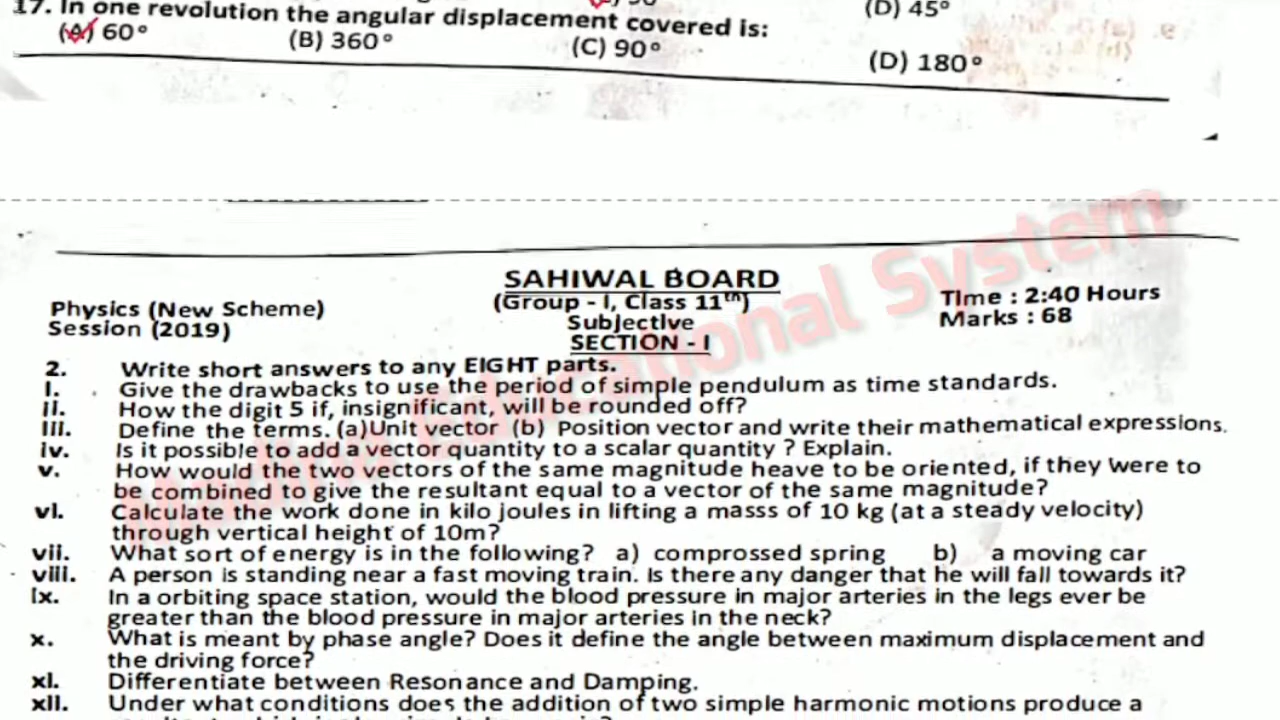 17. In one revolution the angular displacement covered is:
(D) 45°
(A) 60° (B) 360° (C) 90° (D) 180°
SAHIWAL BOARD
Physics (New Scheme) (Group - I, Class 11th) Time : 2:40 Hours
Session (2019) Subjective Marks : 68
SECTION - I
2. Write short answers to any EIGHT parts.
i. Give the drawbacks to use the period of simple pendulum as time standards.
ii. How the digit 5 if, insignificant, will be rounded off?
iii. Define the terms. (a)Unit vector (b) Position vector and write their mathematical expressions.
iv. Is it possible to add a vector quantity to a scalar quantity ? Explain.
v. How would the two vectors of the same magnitude heave to be oriented, if they were to
be combined to give the resultant equal to a vector of the same magnitude?
vi. Calculate the work done in kilo joules in lifting a masss of 10 kg (at a steady velocity)
through vertical height of 10m?
vii. What sort of energy is in the following? a) comprossed spring b) a moving car
viii. A person is standing near a fast moving train. Is there any danger that he will fall towards it?
ix. In a orbiting space station, would the blood pressure in major arteries in the legs ever be
greater than the blood pressure in major arteries in the neck?
x. What is meant by phase angle? Does it define the angle between maximum displacement and
the driving force?
xi. Differentiate between Resonance and Damping.
xii. Under what conditions does the addition of two simple harmonic motions produce a
Educational System